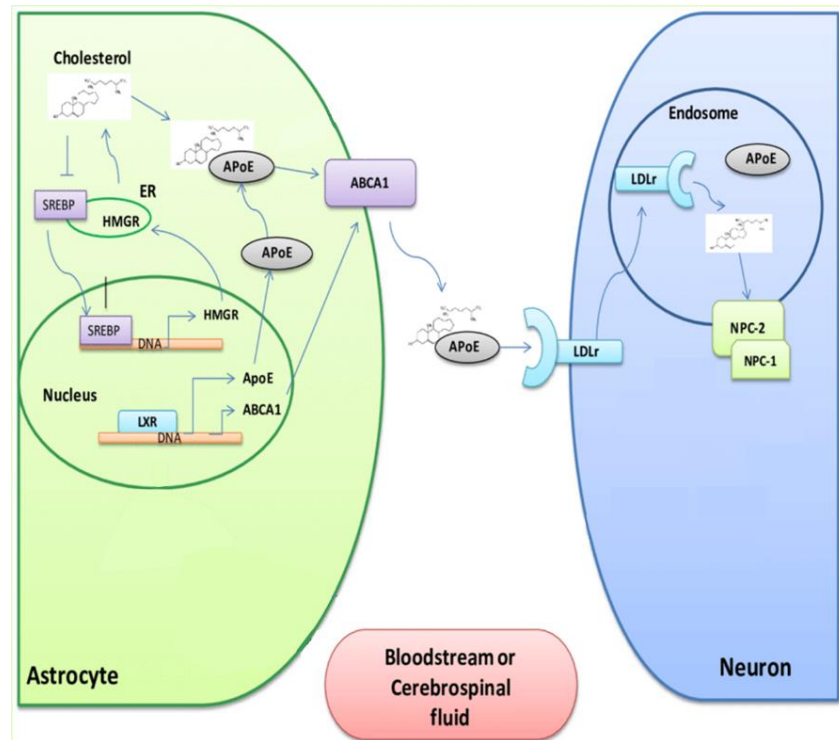 Cholesterol
APoE
SREBP
ER
HMGR
APoE
ABCA1
HMGR
SREBP
DNA
ApoE
Nucleus
ABCA1
LXR
DNA
Astrocyte
APoE
LDLr
Endosome
APoE
LDLr
NPC-2
NPC-1
Neuron
Bloodstream or
Cerebrospinal
fluid